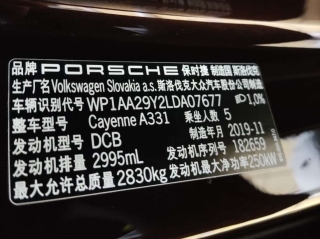 品牌 PORSCHE 保时捷 制造国 斯洛伐克
生产厂名 Volkswagen Slovakia a.s. 斯洛伐克大众汽车股份公司
车辆识别代号 WP1AA29Y2LDA07677 1,0%
整车型号 Cayenne A331 乘坐人数 5
发动机型号 DCB 制造年月 2019-11
发动机排量 2995mL 发动机序列号 182659
最大允许总质量 2830kg 发动机最大净功率 250kW